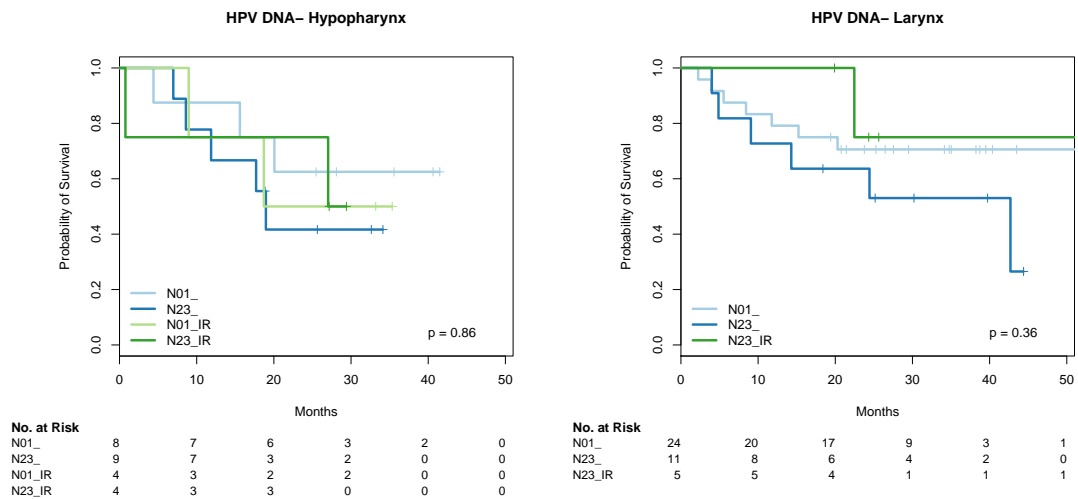 HPV DNA− Hypopharynx
Probability of Survival
1.0
0.8
0.6
0.4
0.2
0.0
N01_
N23_
N01_IR
N23_IR
p = 0.86
0 10 20 30 40 50
Months
No. at Risk
N01_ 8 7 6 3 2 0
N23_ 9 7 3 2 0 0
N01_IR 4 3 2 2 0 0
N23_IR 4 3 3 0 0 0
HPV DNA− Larynx
Probability of Survival
1.0
0.8
0.6
0.4
0.2
0.0
N01_
N23_
N23_IR
p = 0.36
0 10 20 30 40 50
Months
No. at Risk
N01_ 24 20 17 9 3 1
N23_ 11 8 6 4 2 0
N23_IR 5 5 4 1 1 1